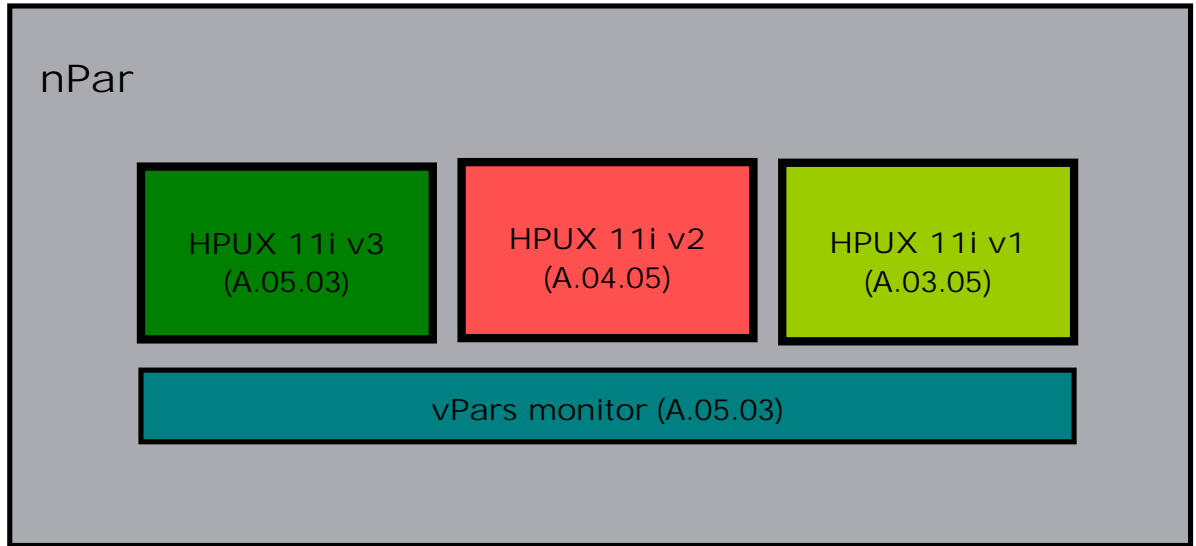 nPar
HPUX 11i v3
(A.05.03)
HPUX 11i v2
(A.04.05)
HPUX 11i v1
(A.03.05)
vPars monitor (A.05.03)